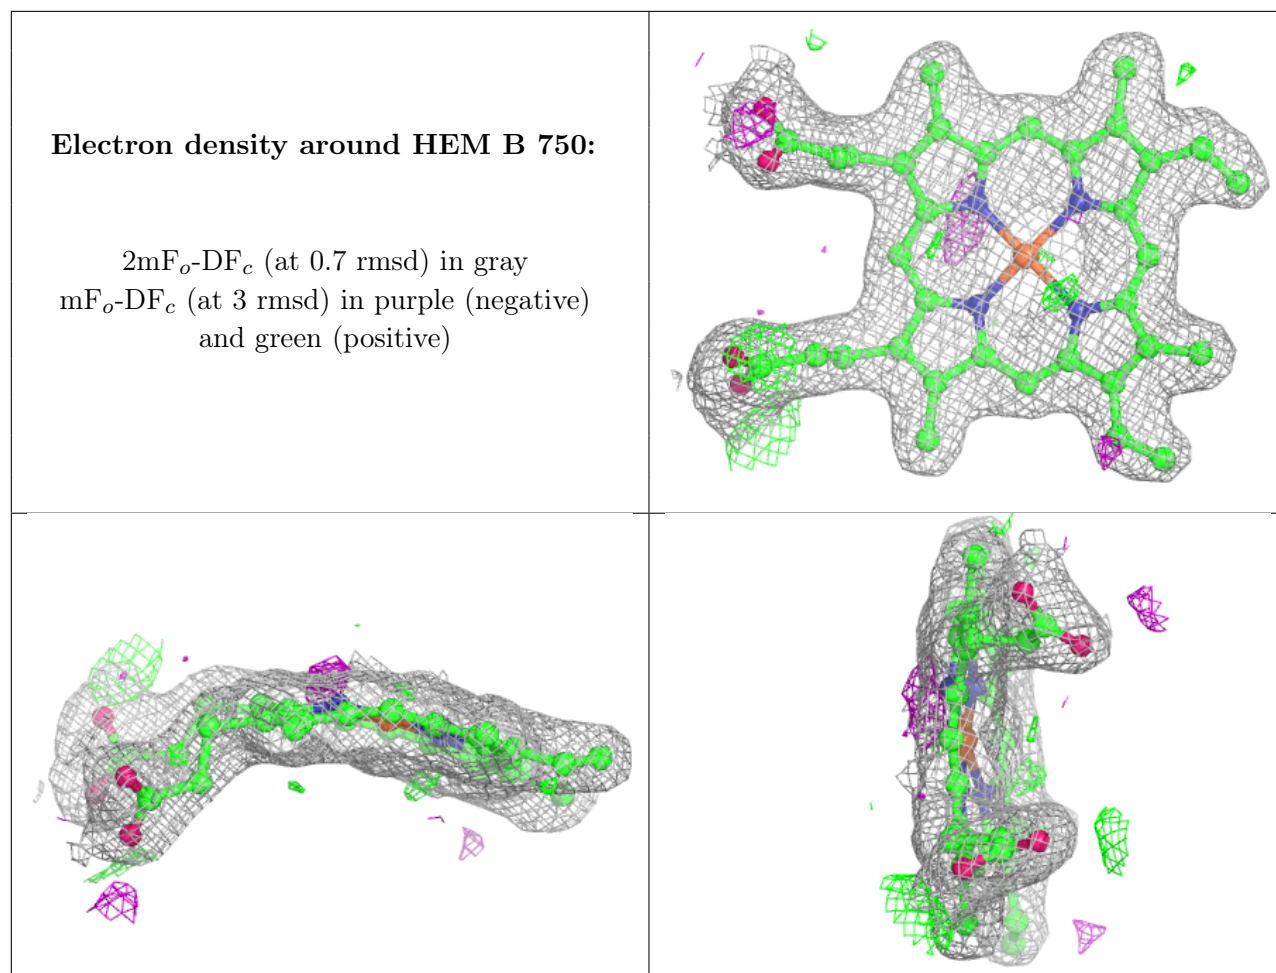 Electron density around HEM B 750:
2mFₒ-DF𝒸 (at 0.7 rmsd) in gray
mFₒ-DF𝒸 (at 3 rmsd) in purple (negative)
and green (positive)